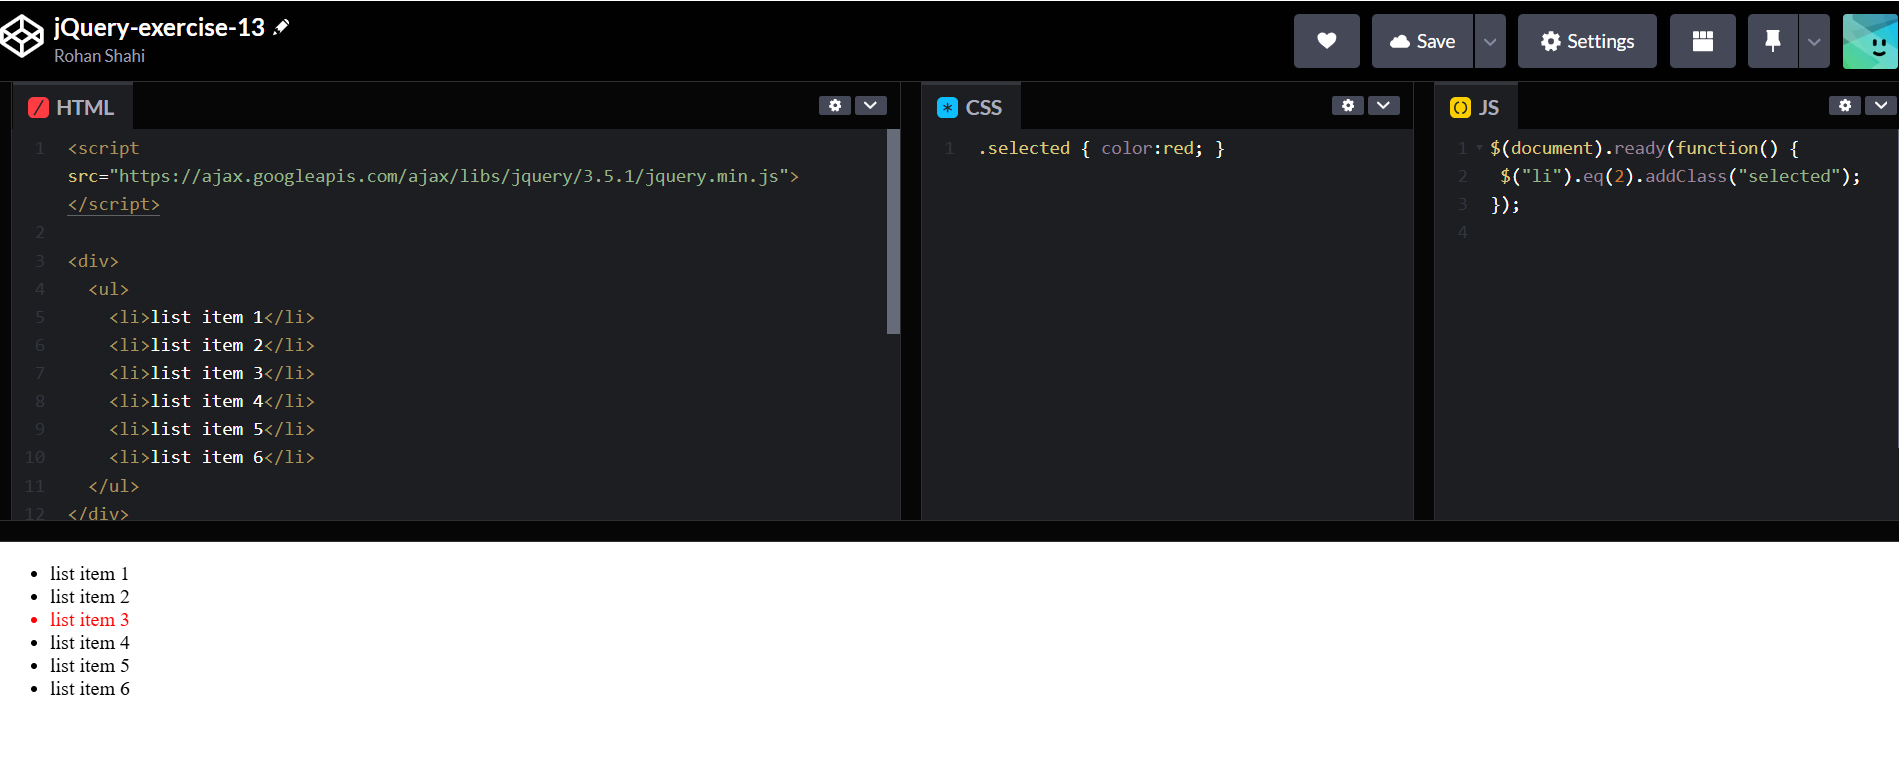 jQuery-exercise-13
Rohan Shahi
Save
Settings
HTML
1 <script
src="https://ajax.googleapis.com/ajax/libs/jquery/3.5.1/jquery.min.js">
</script>
2
3 <div>
4 <ul>
5 <li>list item 1</li>
6 <li>list item 2</li>
7 <li>list item 3</li>
8 <li>list item 4</li>
9 <li>list item 5</li>
10 <li>list item 6</li>
11 </ul>
12 </div>
CSS
1 .selected { color:red; }
JS
1 $(document).ready(function() {
2 $("li").eq(2).addClass("selected");
3 });
4
• list item 1
• list item 2
• list item 3
• list item 4
• list item 5
• list item 6